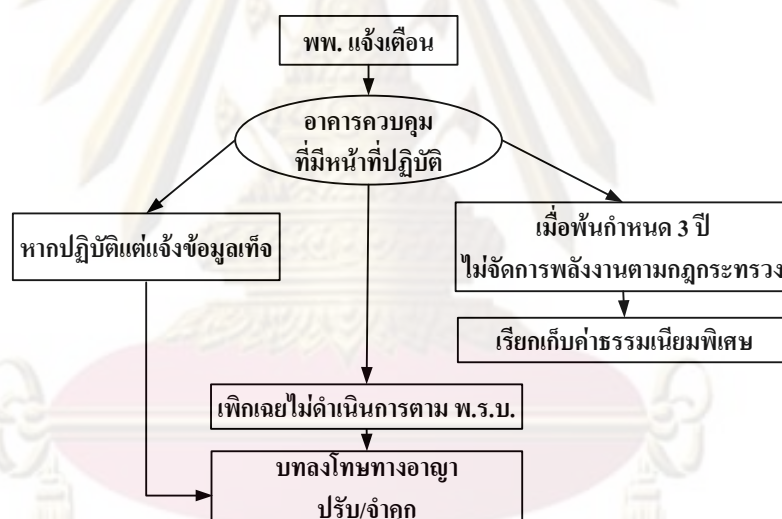 พพ. แจ้งเตือน
อาคารควบคุม
ที่มีหน้าที่ปฏิบัติ
หากปฏิบัติแต่แจ้งข้อมูลเท็จ
เมื่อพ้นกำหนด 3 ปี
ไม่จัดการพลังงานตามกฎกระทรวง
เรียกเก็บค่าธรรมเนียมพิเศษ
เพิกเฉยไม่ดำเนินการตาม พ.ร.บ.
บทลงโทษทางอาญา
ปรับ/จำคุก